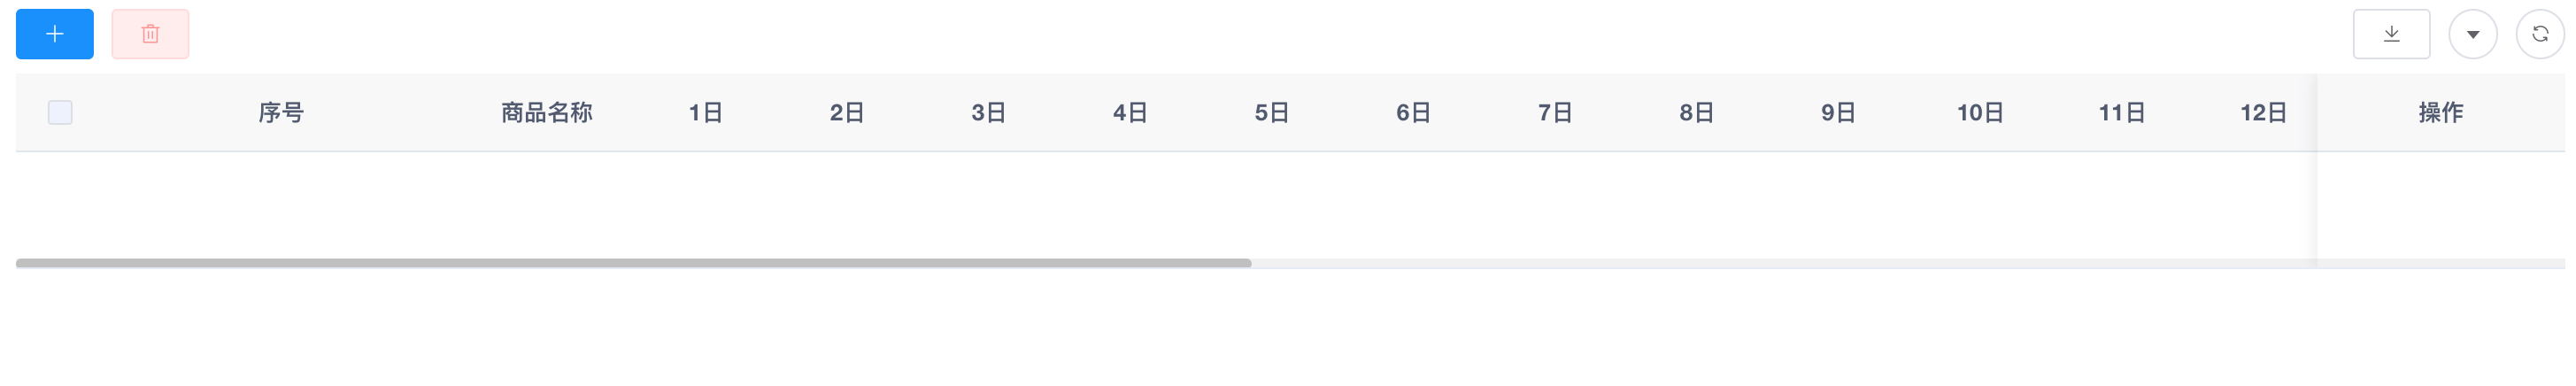 序号 商品名称 1日 2日 3日 4日 5日 6日 7日 8日 9日 10日 11日 12日 操作